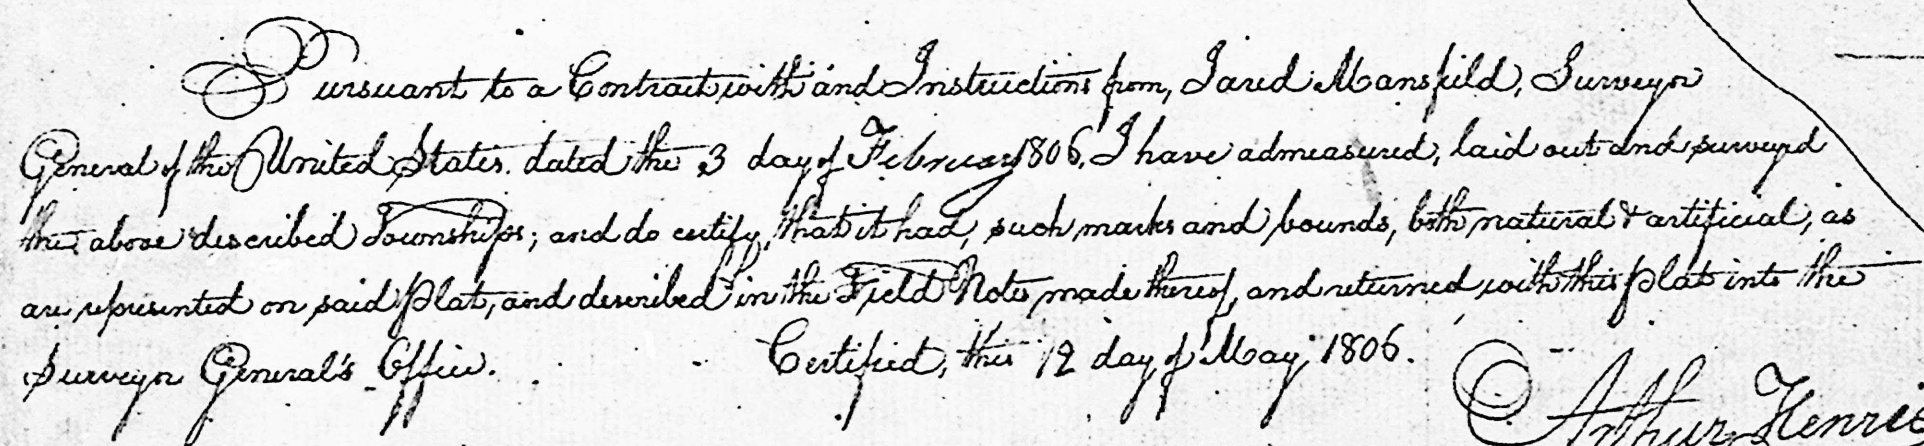 Pursuant to a Contract with and Instructions from, Jared Mansfield, Surveyor
General of the United States. dated the 3 day of February 1806, I have admeasured, laid out and surveyed
the above described Townships; and do certify, that it had, such marks and bounds, both natural & artificial, as
are represented on said Plat, and described in the Field Notes, made thereof, and returned with this plat into the
Surveyor General's Office. Certified, this 12 day of May, 1806.
Arthur